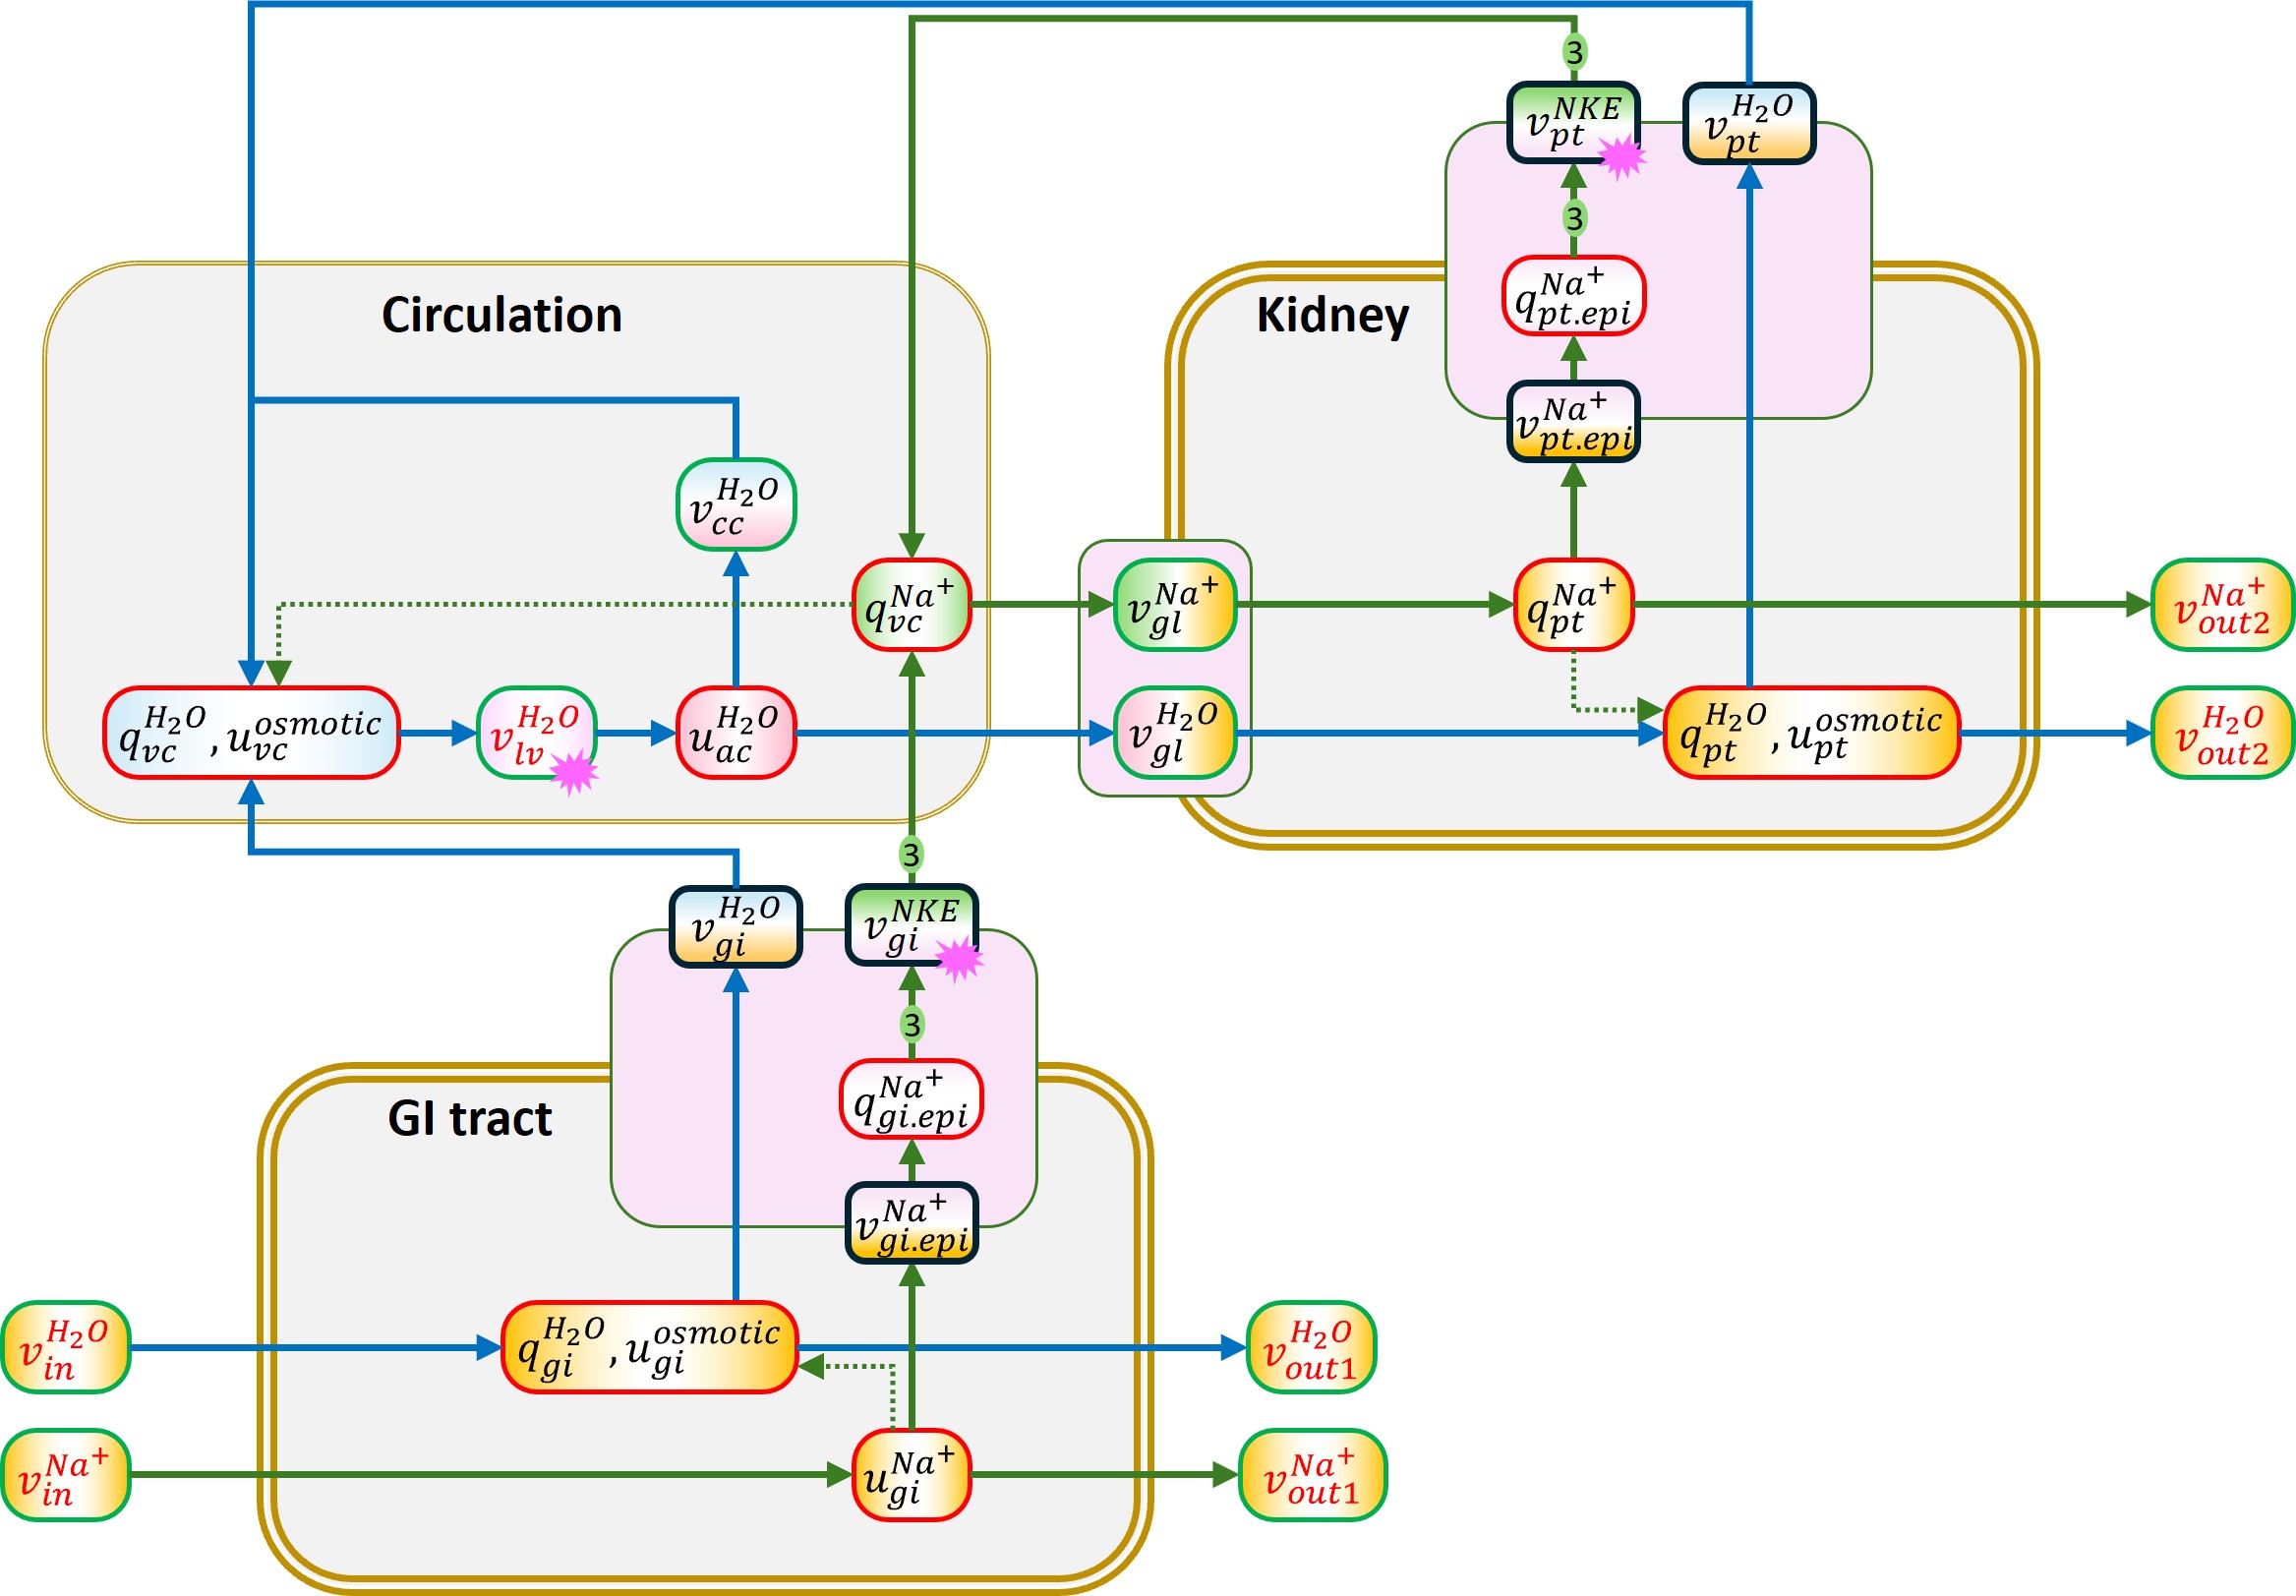 3
v_{pt}^{NKE}
v_{pt}^{H_2O}
3
q_{pt.epi}^{Na^+}
Circulation
Kidney
v_{pt.epi}^{Na^+}
v_{cc}^{H_2O}
q_{vc}^{Na^+}
v_{gl}^{Na^+}
q_{pt}^{Na^+}
v_{out2}^{Na^+}
q_{vc}^{H_2O}, u_{vc}^{osmotic}
v_{lv}^{H_2O}
u_{ac}^{H_2O}
v_{gl}^{H_2O}
q_{pt}^{H_2O}, u_{pt}^{osmotic}
v_{out2}^{H_2O}
3
v_{gi}^{H_2O}
v_{gi}^{NKE}
3
GI tract
q_{gi.epi}^{Na^+}
v_{gi.epi}^{Na^+}
v_{in}^{H_2O}
q_{gi}^{H_2O}, u_{gi}^{osmotic}
v_{out1}^{H_2O}
v_{in}^{Na^+}
u_{gi}^{Na^+}
v_{out1}^{Na^+}